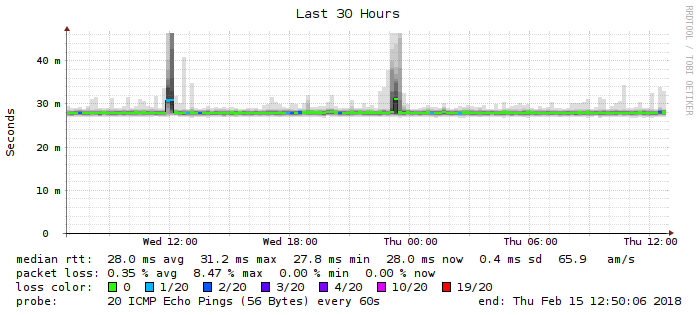 Last 30 Hours
RRDTOOL / TOBI OETIKER
Seconds
40 m
30 m
20 m
10 m
0
Wed 12:00 Wed 18:00 Thu 00:00 Thu 06:00 Thu 12:00
median rtt: 28.0 ms avg 31.2 ms max 27.8 ms min 28.0 ms now 0.4 ms sd 65.9 am/s
packet loss: 0.35 % avg 8.47 % max 0.00 % min 0.00 % now
loss color: 0 1/20 2/20 3/20 4/20 10/20 19/20
probe: 20 ICMP Echo Pings (56 Bytes) every 60s end: Thu Feb 15 12:50:06 2018